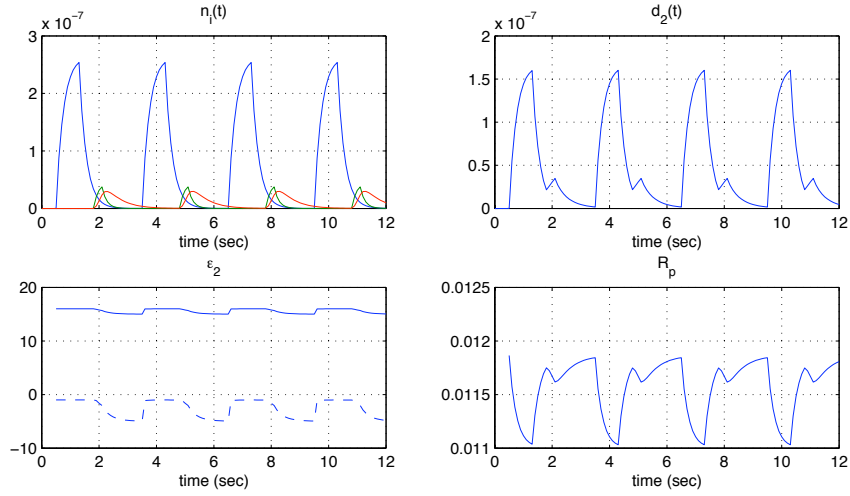 n_i(t)
x 10^-7
3
2
1
0
0 2 4 6 8 10 12
time (sec)
d_2(t)
x 10^-7
2
1.5
1
0.5
0
0 2 4 6 8 10 12
time (sec)
ε_2
20
10
0
−10
0 2 4 6 8 10 12
time (sec)
R_p
0.0125
0.012
0.0115
0.011
0 2 4 6 8 10 12
time (sec)